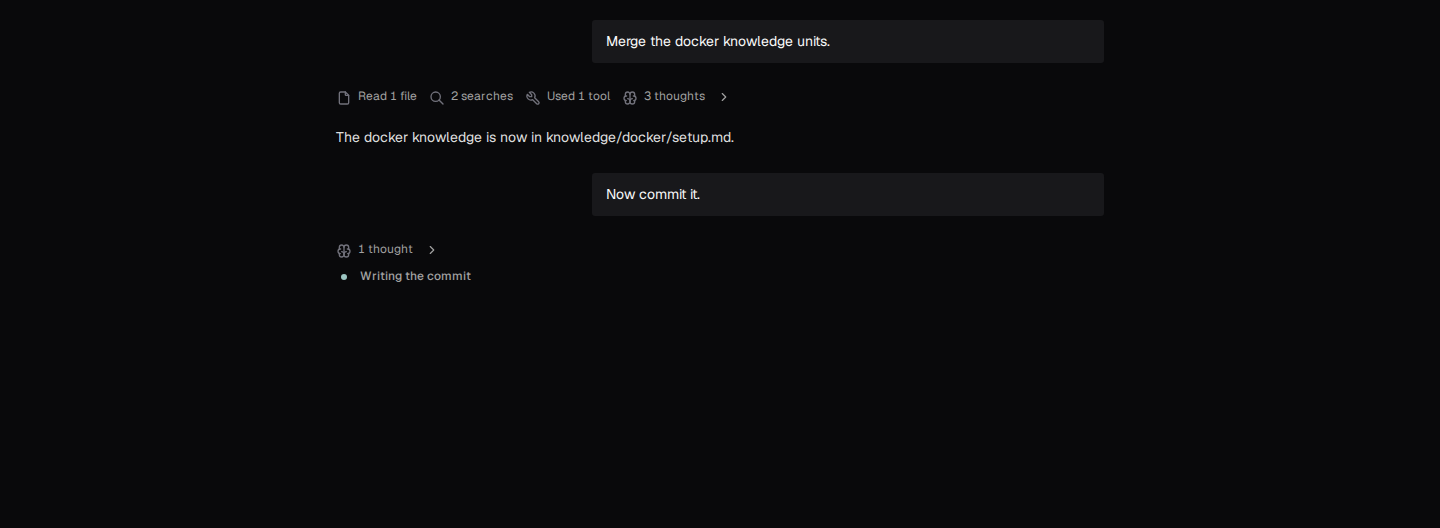 Merge the docker knowledge units.
Read 1 file 2 searches Used 1 tool 3 thoughts
The docker knowledge is now in knowledge/docker/setup.md.
Now commit it.
1 thought
Writing the commit